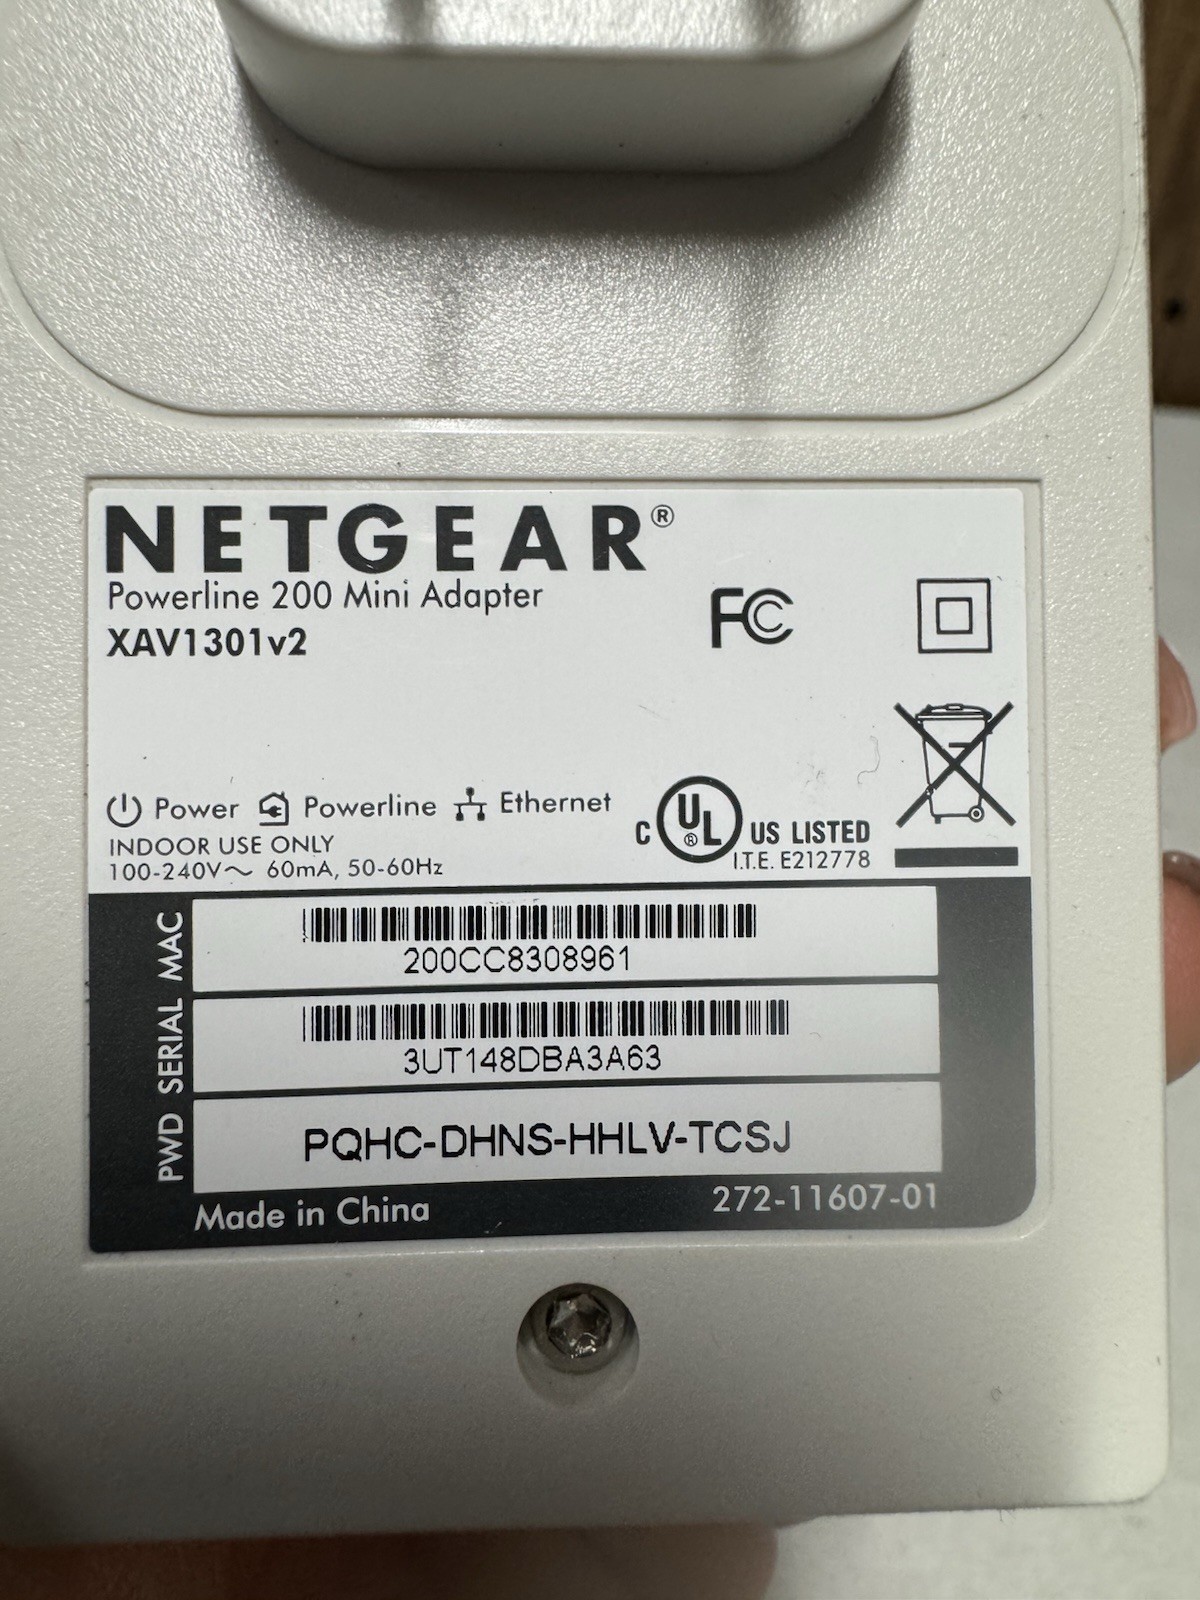 NETGEAR®
Powerline 200 Mini Adapter
XAV1301v2
FC
Power Powerline Ethernet
INDOOR USE ONLY
100-240V~ 60mA, 50-60Hz
C UL® US LISTED
I.T.E. E212778
MAC
200CC8308961
SERIAL
3UT148DBA3A63
PWD
PQHC-DHNS-HHLV-TCSJ
Made in China
272-11607-01